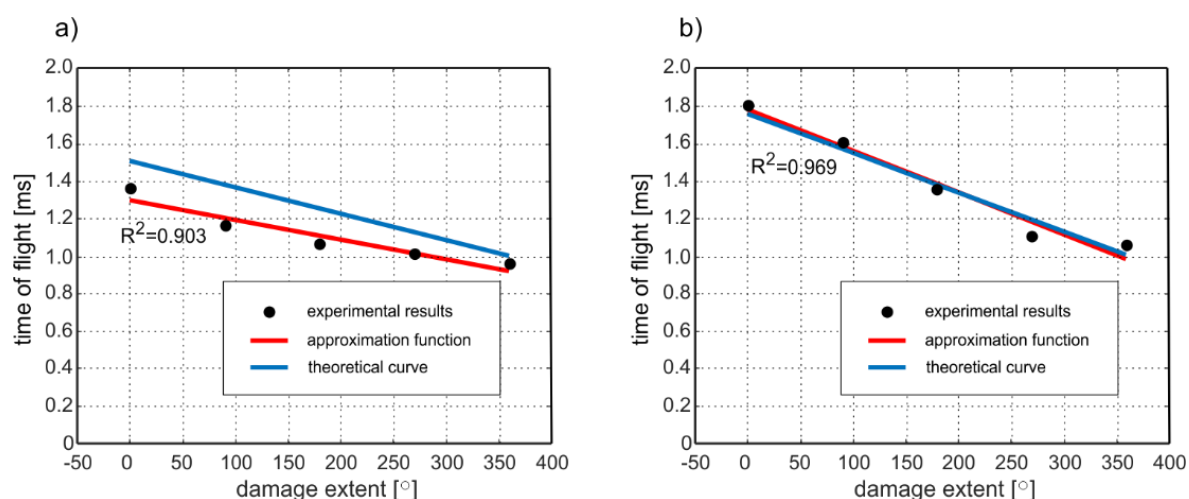 a)
2.0
1.8
1.6
1.4
1.2
1.0
0.8
0.6
0.4
0.2
0
time of flight [ms]
R²=0.903
experimental results
approximation function
theoretical curve
-50 0 50 100 150 200 250 300 350 400
damage extent [°]
b)
2.0
1.8
1.6
1.4
1.2
1.0
0.8
0.6
0.4
0.2
0
time of flight [ms]
R²=0.969
experimental results
approximation function
theoretical curve
-50 0 50 100 150 200 250 300 350 400
damage extent [°]